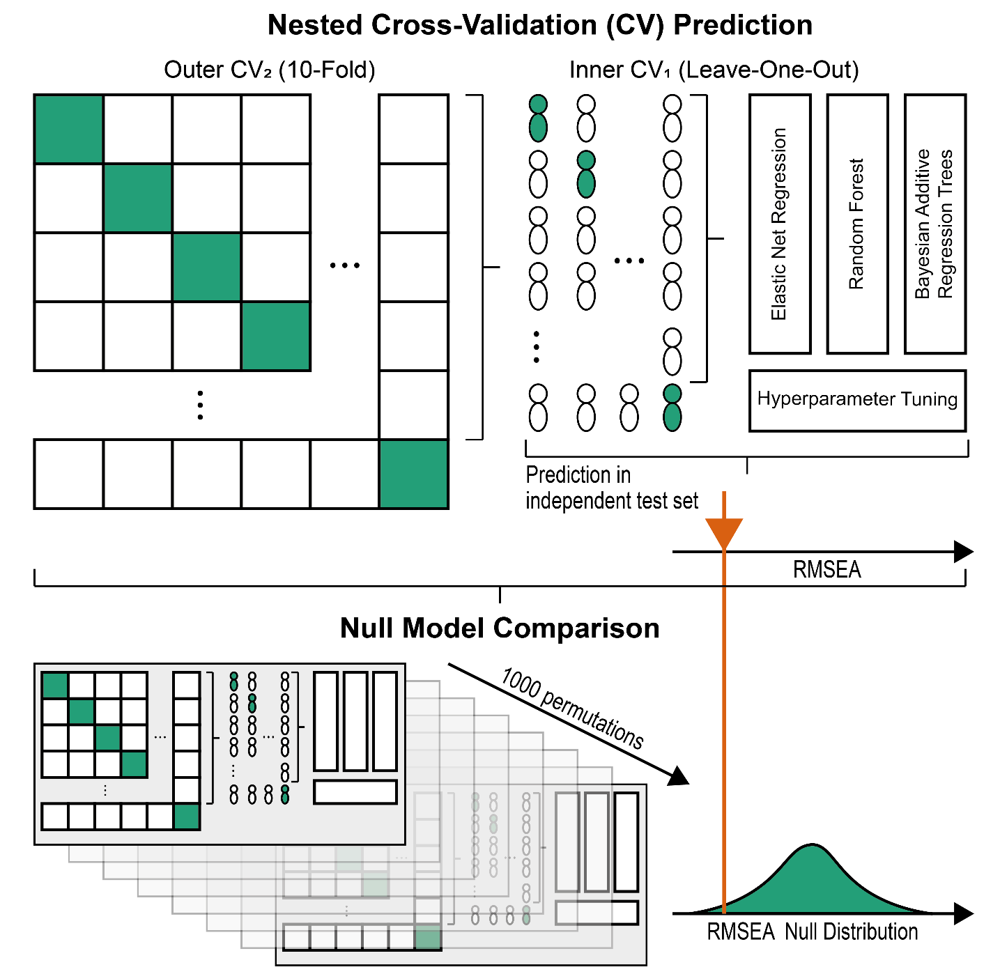 Nested Cross-Validation (CV) Prediction
Outer CV₂ (10-Fold)
Inner CV₁ (Leave-One-Out)
Elastic Net Regression
Random Forest
Bayesian Additive
Regression Trees
Hyperparameter Tuning
Prediction in
independent test set
RMSEA
Null Model Comparison
1000 permutations
RMSEA Null Distribution